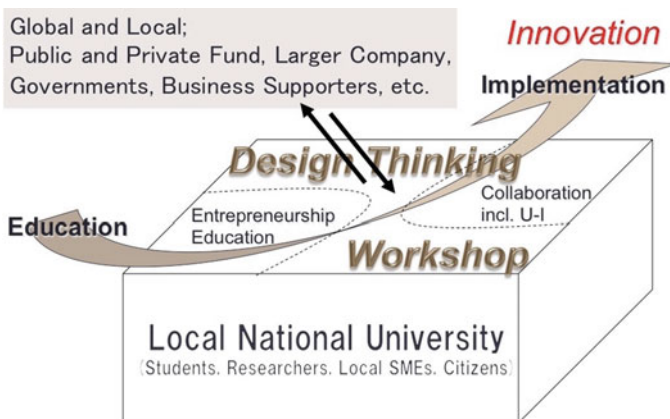 Global and Local;
Public and Private Fund, Larger Company,
Governments, Business Supporters, etc.
Innovation
Implementation
Design Thinking
Education
Entrepreneurship
Education
Collaboration
incl. U-I
Workshop
Local National University
(Students. Researchers. Local SMEs. Citizens)